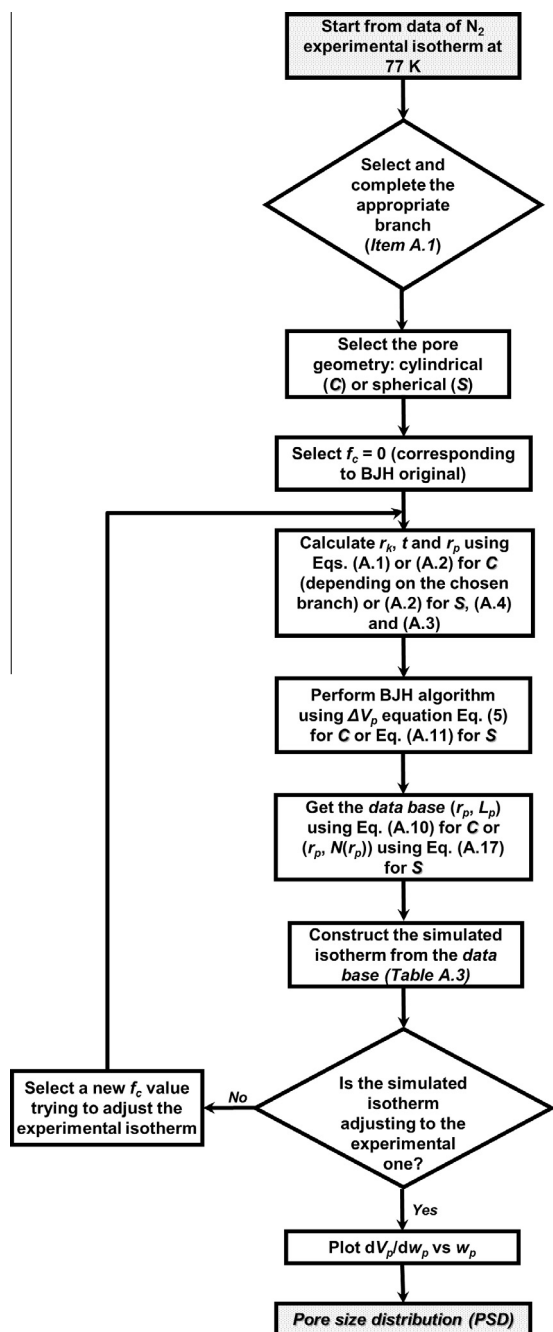 Start from data of N₂
experimental isotherm at
77 K
Select and
complete the
appropriate
branch
(Item A.1)
Select the pore
geometry: cylindrical
(C) or spherical (S)
Select fc = 0 (corresponding
to BJH original)
Calculate rk, t and rp using
Eqs. (A.1) or (A.2) for C
(depending on the chosen
branch) or (A.2) for S, (A.4)
and (A.3)
Perform BJH algorithm
using ΔVp equation Eq. (5)
for C or Eq. (A.11) for S
Get the data base (rp, Lp)
using Eq. (A.10) for C or
(rp, N(rp)) using Eq. (A.17)
for S
Construct the simulated
isotherm from the data
base (Table A.3)
Is the simulated
isotherm
adjusting to the
experimental
one?
No
Select a new fc value
trying to adjust the
experimental isotherm
Yes
Plot dVp/dwp vs wp
Pore size distribution (PSD)